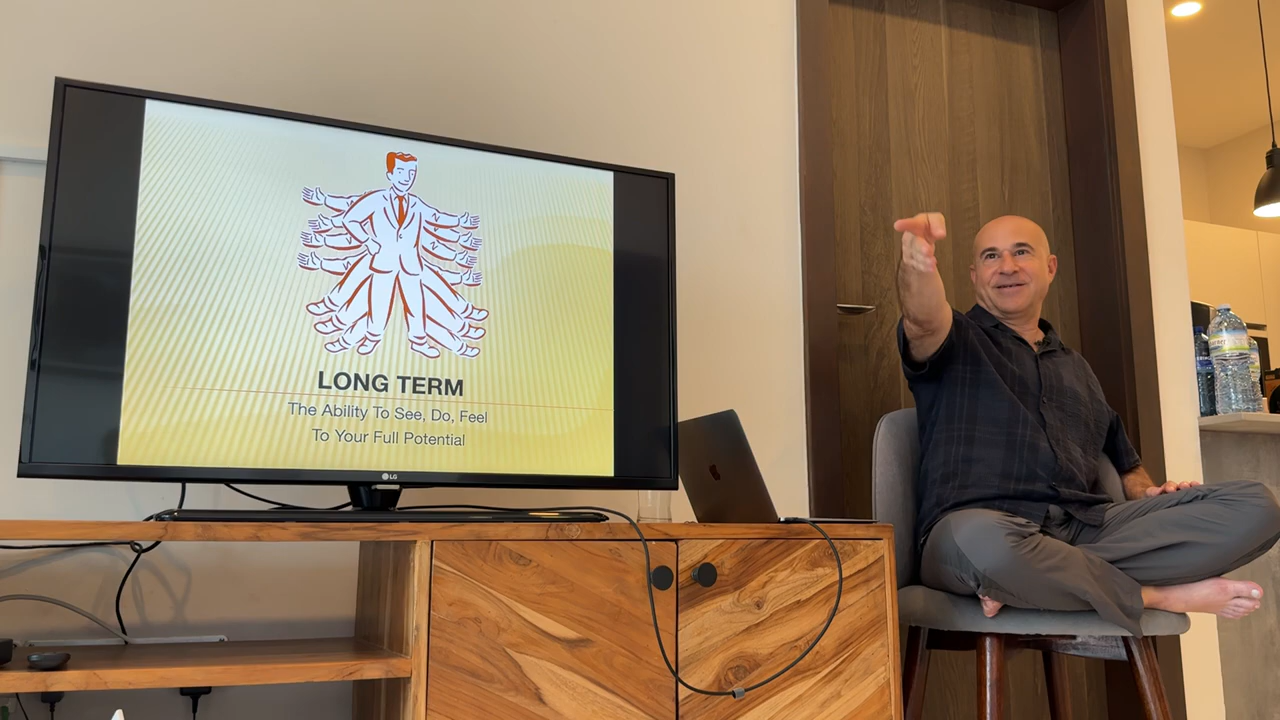 LONG TERM
The Ability To See, Do, Feel
To Your Full Potential
LG